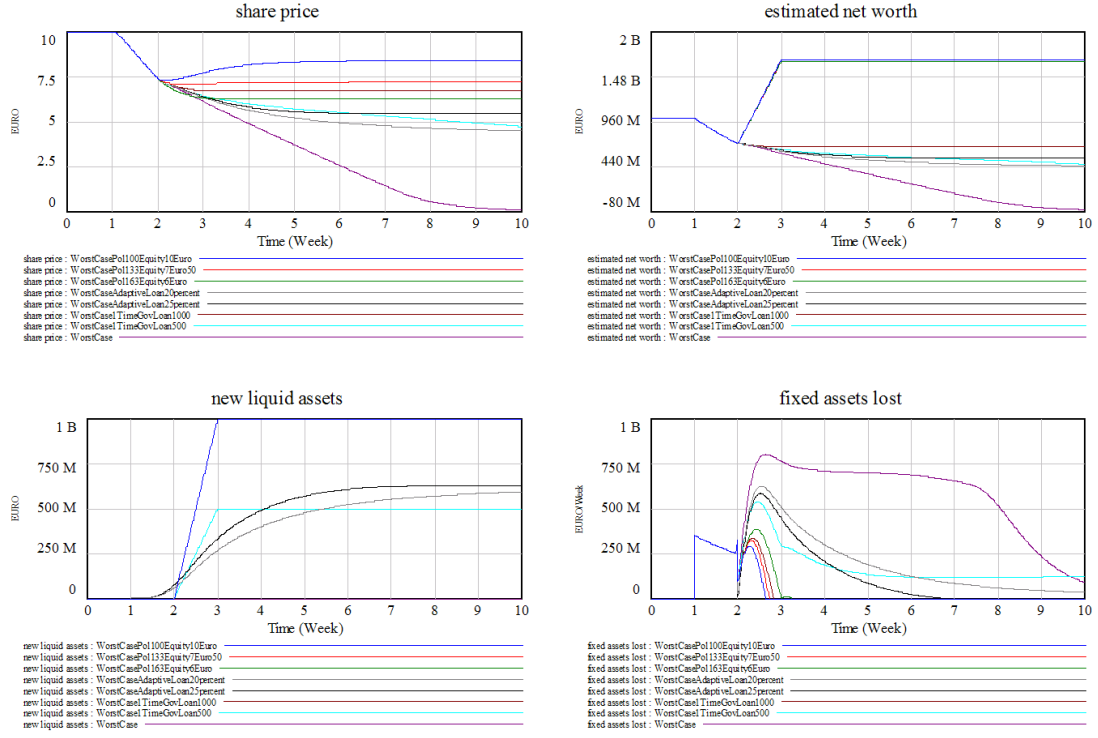 share price
10
7.5
5
2.5
0
EURO
0 1 2 3 4 5 6 7 8 9 10
Time (Week)
share price : WorstCasePol100Equity10Euro
share price : WorstCasePol133Equity7Euro50
share price : WorstCasePol163Equity6Euro
share price : WorstCaseAdaptiveLoan20percent
share price : WorstCaseAdaptiveLoan25percent
share price : WorstCase1TimeGovLoan1000
share price : WorstCase1TimeGovLoan500
share price : WorstCase
estimated net worth
2 B
1.48 B
960 M
440 M
-80 M
EURO
0 1 2 3 4 5 6 7 8 9 10
Time (Week)
estimated net worth : WorstCasePol100Equity10Euro
estimated net worth : WorstCasePol133Equity7Euro50
estimated net worth : WorstCasePol163Equity6Euro
estimated net worth : WorstCaseAdaptiveLoan20percent
estimated net worth : WorstCaseAdaptiveLoan25percent
estimated net worth : WorstCase1TimeGovLoan1000
estimated net worth : WorstCase1TimeGovLoan500
estimated net worth : WorstCase
new liquid assets
1 B
750 M
500 M
250 M
0
EURO
0 1 2 3 4 5 6 7 8 9 10
Time (Week)
new liquid assets : WorstCasePol100Equity10Euro
new liquid assets : WorstCasePol133Equity7Euro50
new liquid assets : WorstCasePol163Equity6Euro
new liquid assets : WorstCaseAdaptiveLoan20percent
new liquid assets : WorstCaseAdaptiveLoan25percent
new liquid assets : WorstCase1TimeGovLoan1000
new liquid assets : WorstCase1TimeGovLoan500
new liquid assets : WorstCase
fixed assets lost
1 B
750 M
500 M
250 M
0
EURO/Week
0 1 2 3 4 5 6 7 8 9 10
Time (Week)
fixed assets lost : WorstCasePol100Equity10Euro
fixed assets lost : WorstCasePol133Equity7Euro50
fixed assets lost : WorstCasePol163Equity6Euro
fixed assets lost : WorstCaseAdaptiveLoan20percent
fixed assets lost : WorstCaseAdaptiveLoan25percent
fixed assets lost : WorstCase1TimeGovLoan1000
fixed assets lost : WorstCase1TimeGovLoan500
fixed assets lost : WorstCase